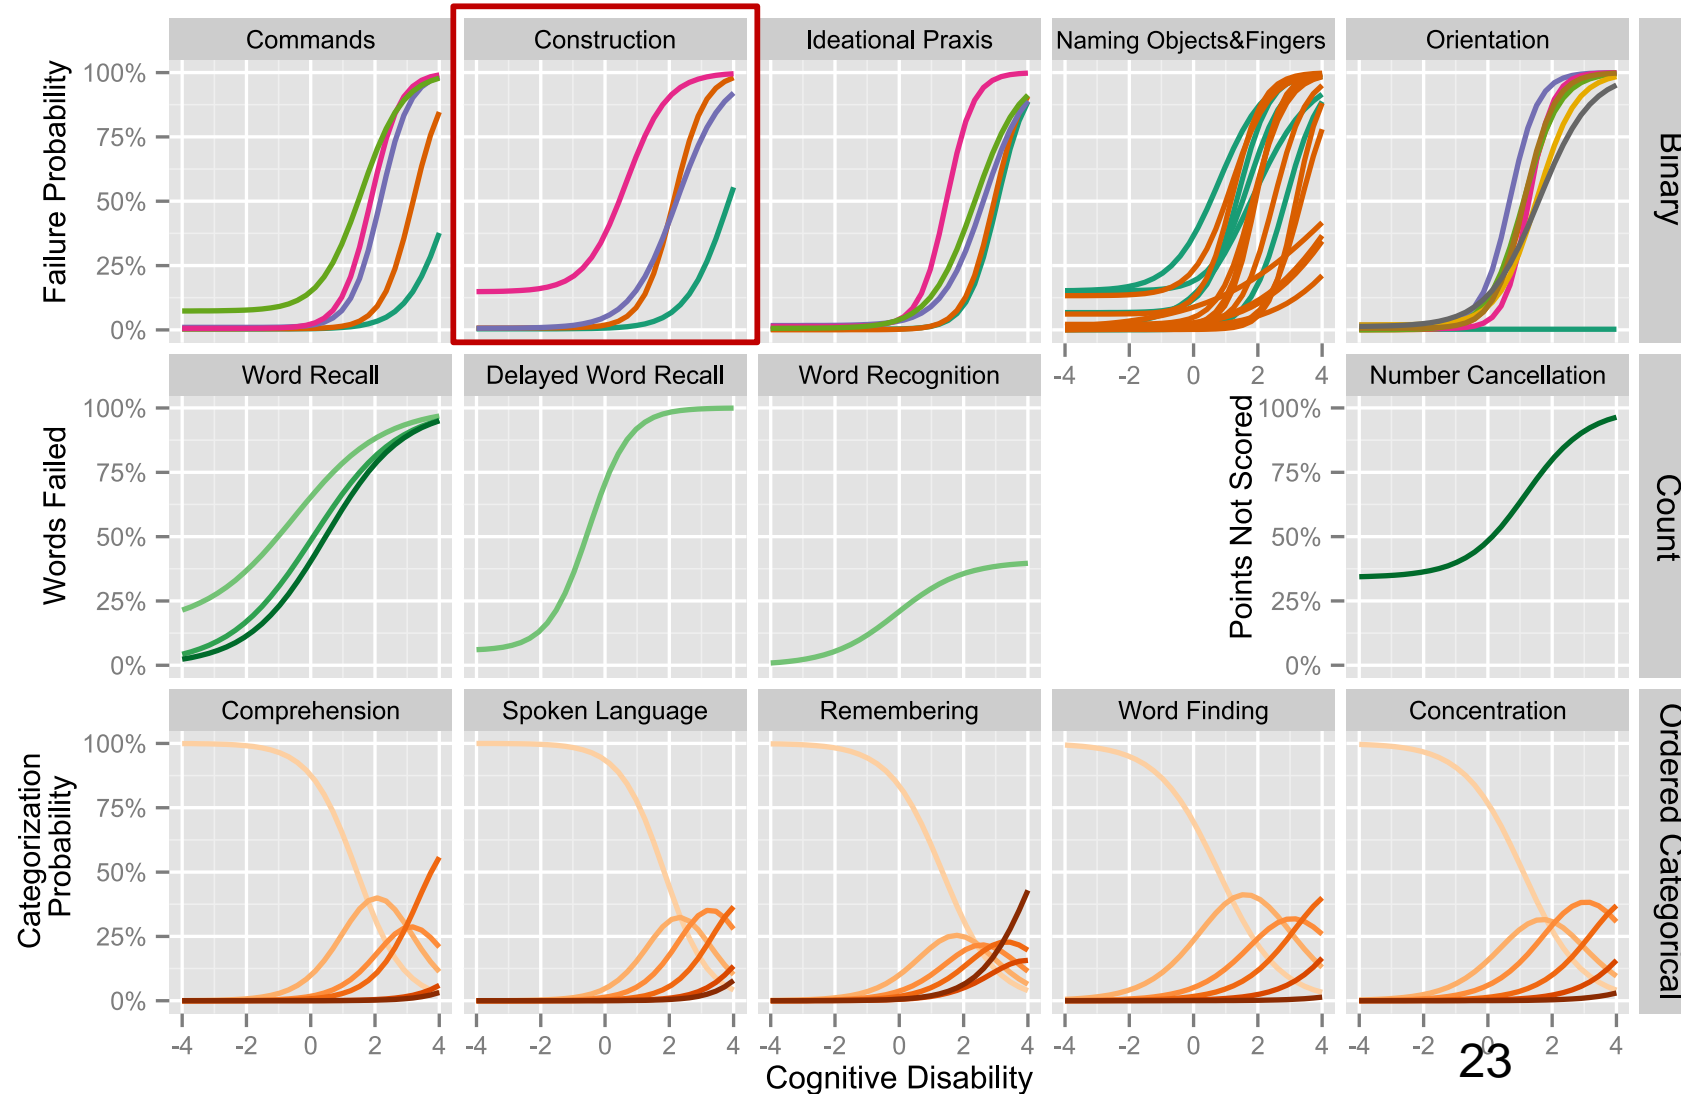 Commands
Construction
Ideational Praxis
Naming Objects&Fingers
Orientation
Failure Probability
100%
75%
50%
25%
0%
Binary
-4 -2 0 2 4
Word Recall
Delayed Word Recall
Word Recognition
Number Cancellation
Words Failed
100%
75%
50%
25%
0%
Points Not Scored
100%
75%
50%
25%
0%
Count
Comprehension
Spoken Language
Remembering
Word Finding
Concentration
Categorization
Probability
100%
75%
50%
25%
0%
Ordered Categorical
-4 -2 0 2 4
-4 -2 0 2 4
-4 -2 0 2 4
-4 -2 0 2 4
-4 -2 0 2 4
Cognitive Disability
23